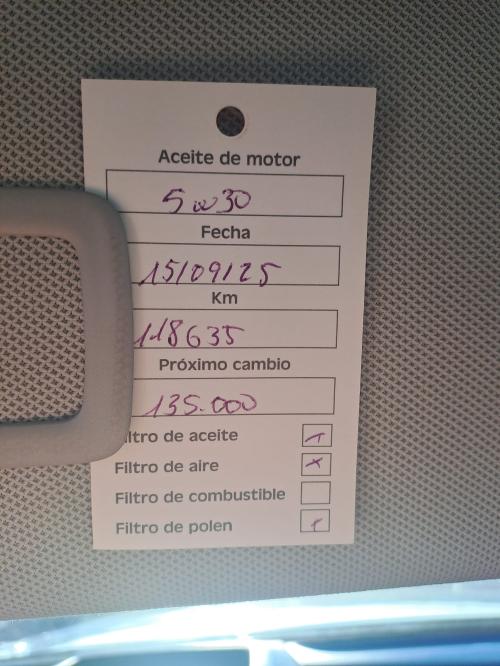 Aceite de motor
5w30
Fecha
15/09/25
Km
118635
Próximo cambio
135.000
iltro de aceite
Filtro de aire
Filtro de combustible
Filtro de polen